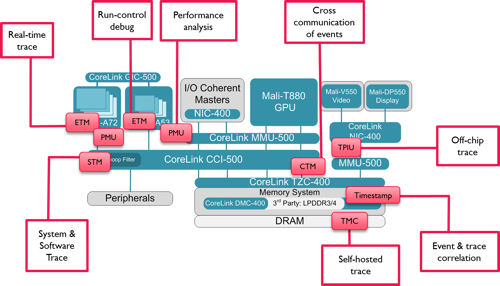 Real-time
trace
Run-control
debug
Performance
analysis
Cross
communication
of events
CoreLink GIC-500
-A72
-A53
ETM
ETM
PMU
PMU
I/O Coherent
Masters
NIC-400
Mali-T880
GPU
Mali-V550
Video
Mali-DP550
Display
CoreLink
NIC-400
TPIU
Off-chip
trace
CoreLink MMU-500
STM
oop Filter
CoreLink CCI-500
CTM
MMU-500
CoreLink TZC-400
Peripherals
Memory System
CoreLink DMC-400
3rd Party: LPDDR3/4
Timestamp
DRAM
TMC
System &
Software
Trace
Self-hosted
trace
Event & trace
correlation